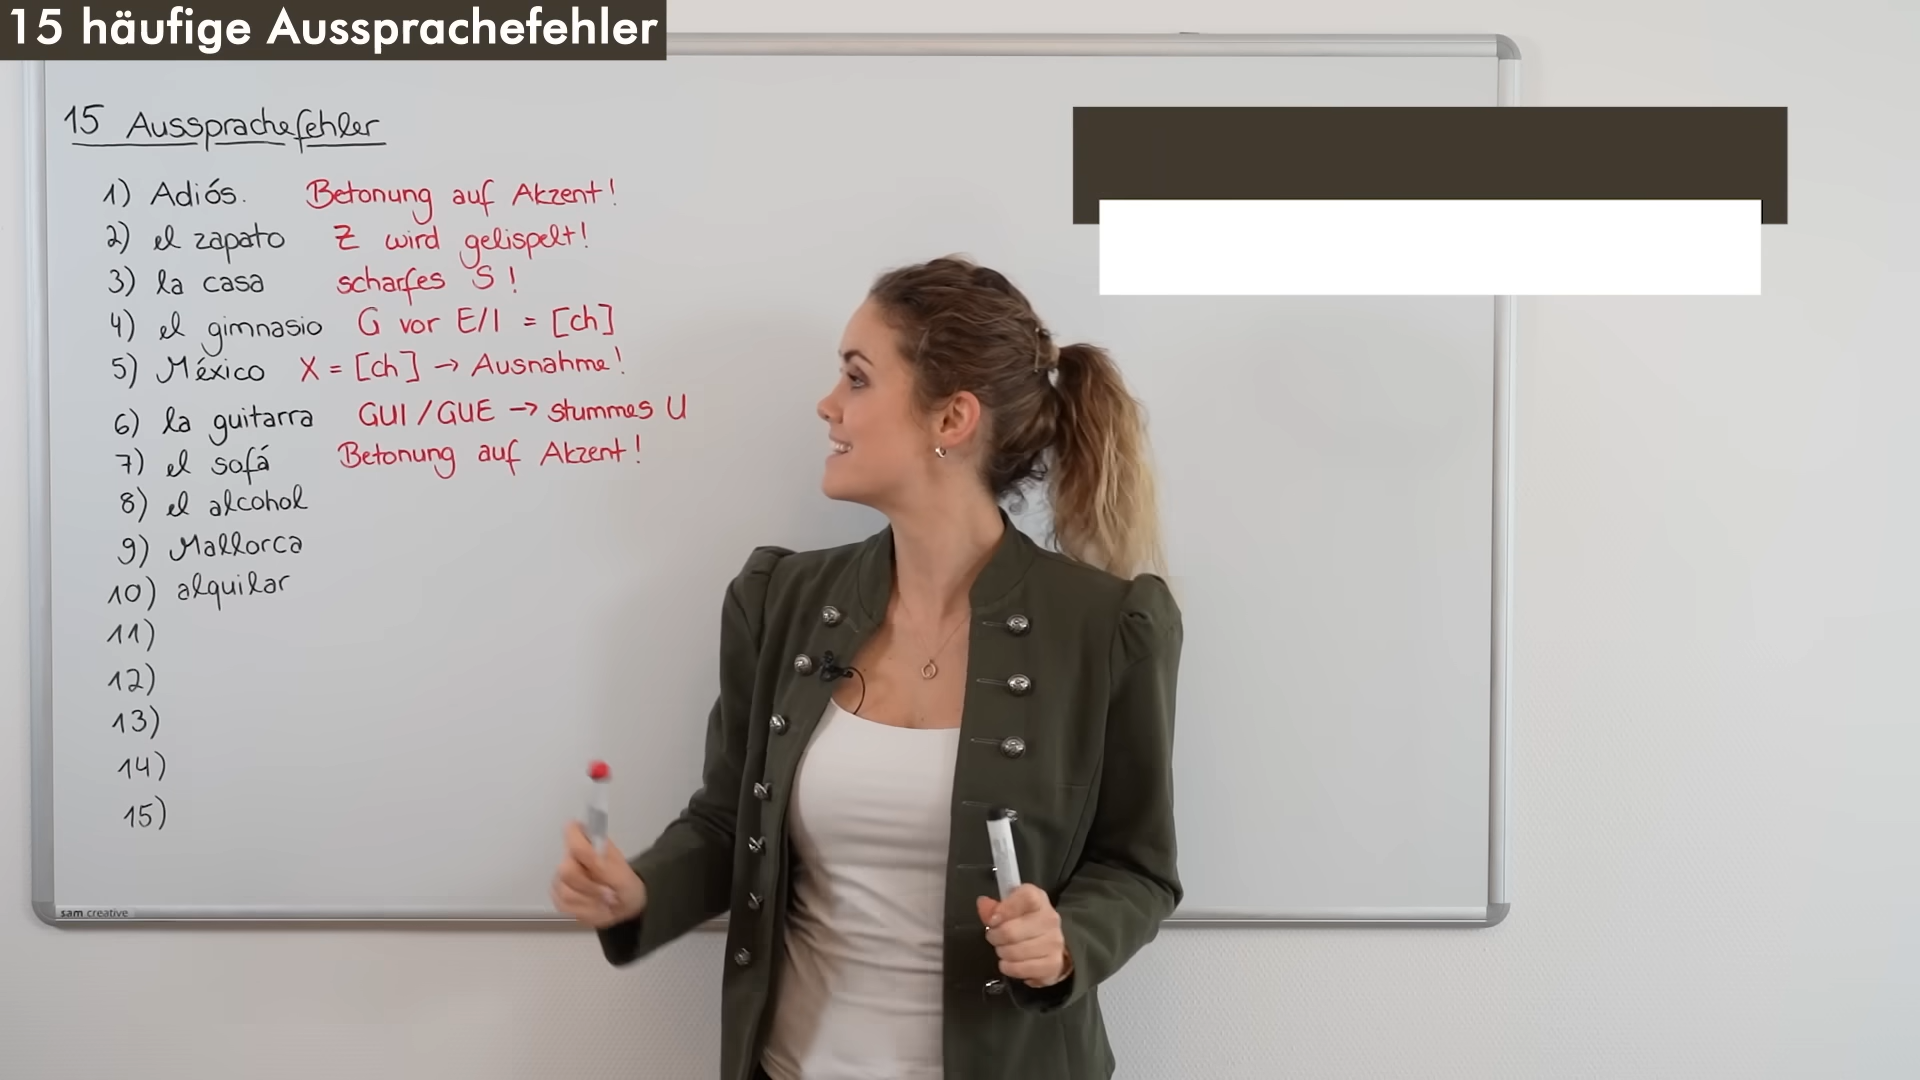 15 häufige Aussprachefehler
15 Aussprachefehler
1) Adiós. Betonung auf Akzent!
2) el zapato Z wird gelispelt!
3) la casa scharfes S!
4) el gimnasio G vor E/I = [ch]
5) México X = [ch] → Ausnahme!
6) la guitarra GUI/GUE → stummes U
7) el sofá Betonung auf Akzent!
8) el alcohol
9) Mallorca
10) alquilar
11)
12)
13)
14)
15)
sam creative